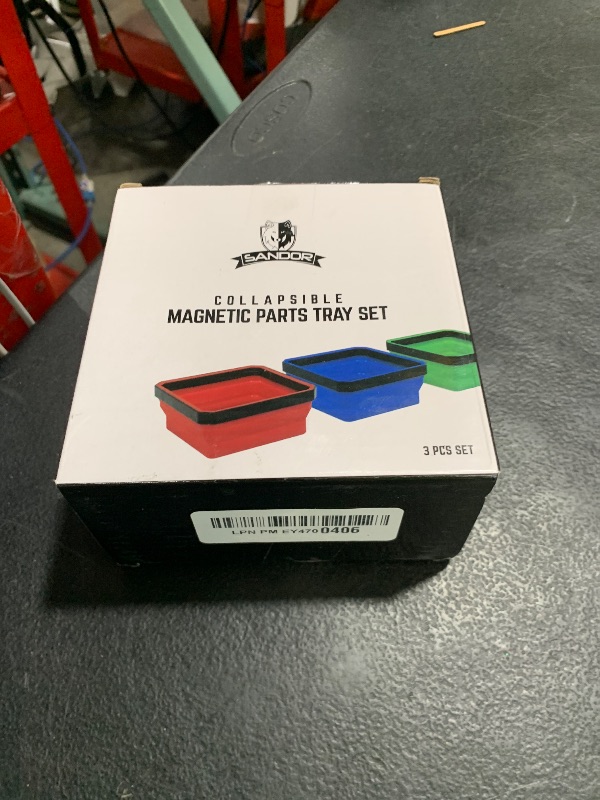 SANDOR
COLLAPSIBLE
MAGNETIC PARTS TRAY SET
3 PCS SET
LPN PM EY4700406